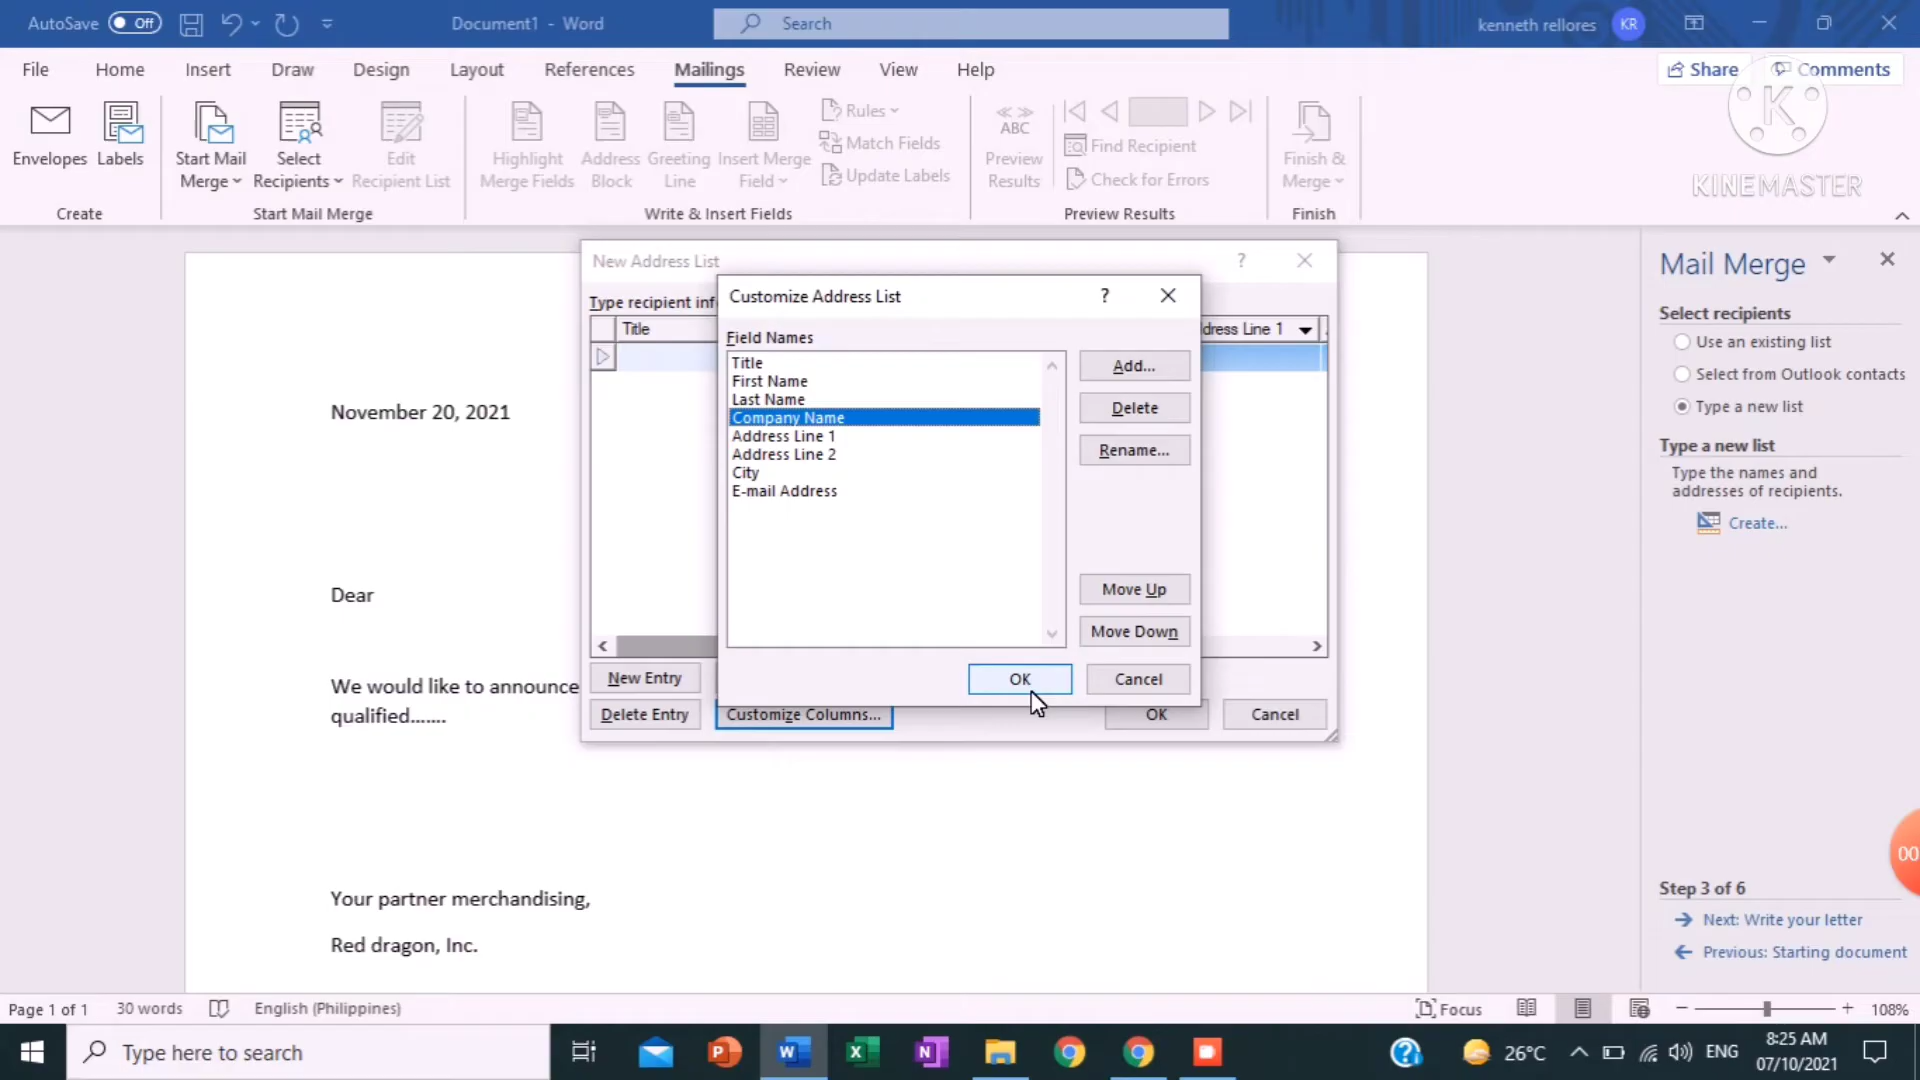 AutoSave Off Document1 - Word Search kenneth rellores KR
File Home Insert Draw Design Layout References Mailings Review View Help Share Comments
Envelopes Labels
Start Mail Merge
Select Recipients
Edit Recipient List
Highlight Merge Fields
Address Block
Greeting Line
Insert Merge Field
Rules
Match Fields
Update Labels
ABC
Preview Results
Find Recipient
Check for Errors
Finish & Merge
K
KINEMASTER
Create Start Mail Merge Write & Insert Fields Preview Results Finish
November 20, 2021
Dear
We would like to announce
qualified.......
Your partner merchandising,
Red dragon, Inc.
New Address List ?
Type recipient inf
Title dress Line 1
New Entry
Delete Entry Customize Columns... OK Cancel
Customize Address List ?
Field Names
Title
First Name
Last Name
Company Name
Address Line 1
Address Line 2
City
E-mail Address
Add...
Delete
Rename...
Move Up
Move Down
OK Cancel
Mail Merge
Select recipients
Use an existing list
Select from Outlook contacts
Type a new list
Type a new list
Type the names and
addresses of recipients.
Create...
00
Step 3 of 6
Next: Write your letter
Previous: Starting document
Page 1 of 1 30 words English (Philippines) Focus 108%
Type here to search 26°C ENG
8:25 AM
07/10/2021